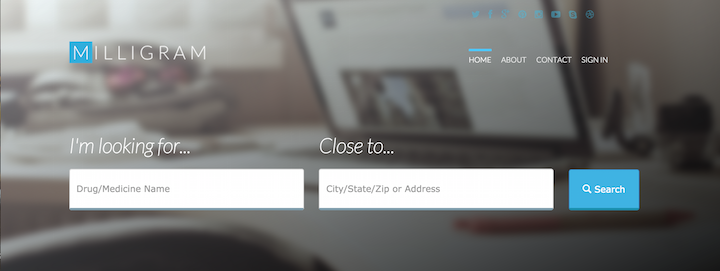 MILLIGRAM
HOME ABOUT CONTACT SIGN IN
I'm looking for...
Close to...
Drug/Medicine Name
City/State/Zip or Address
Search